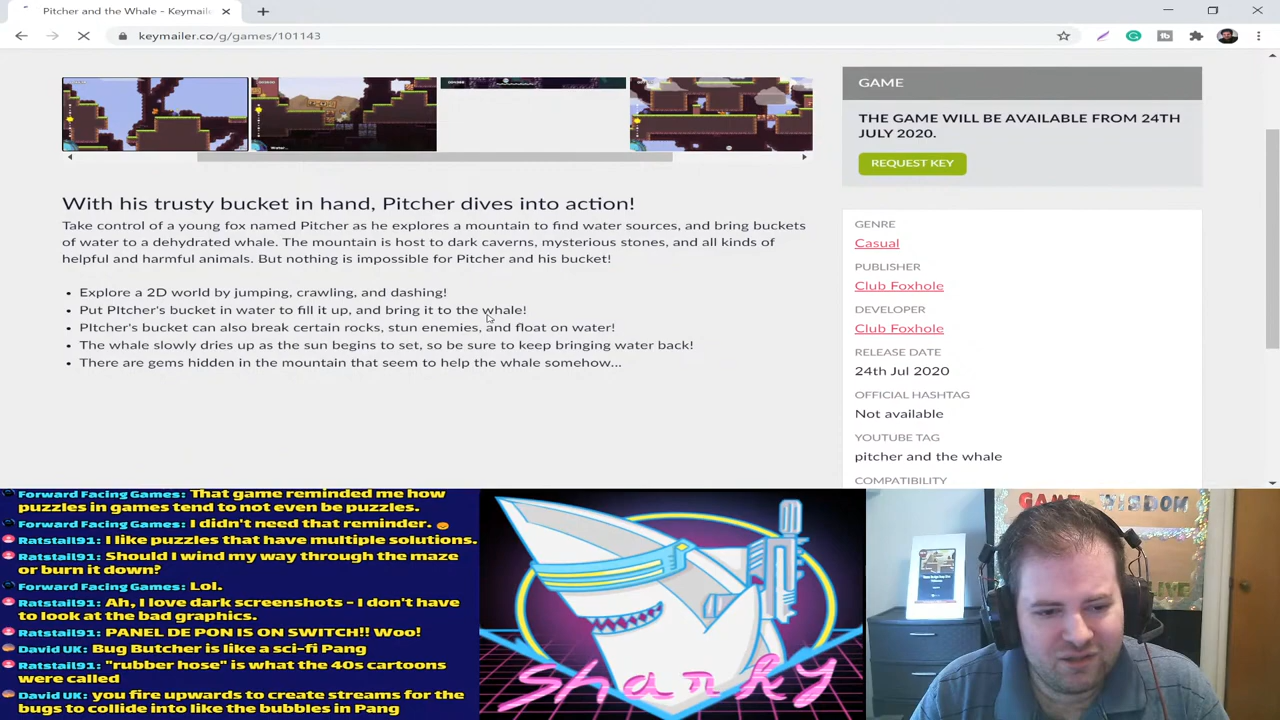 Pitcher and the Whale - Keymail
keymailer.co/g/games/101143
GAME
THE GAME WILL BE AVAILABLE FROM 24TH
JULY 2020.
REQUEST KEY
With his trusty bucket in hand, Pitcher dives into action!
Take control of a young fox named Pitcher as he explores a mountain to find water sources, and bring buckets
of water to a dehydrated whale. The mountain is host to dark caverns, mysterious stones, and all kinds of
helpful and harmful animals. But nothing is impossible for Pitcher and his bucket!
• Explore a 2D world by jumping, crawling, and dashing!
• Put PItcher's bucket in water to fill it up, and bring it to the whale!
• PItcher's bucket can also break certain rocks, stun enemies, and float on water!
• The whale slowly dries up as the sun begins to set, so be sure to keep bringing water back!
• There are gems hidden in the mountain that seem to help the whale somehow...
GENRE
Casual
PUBLISHER
Club Foxhole
DEVELOPER
Club Foxhole
RELEASE DATE
24th Jul 2020
OFFICIAL HASHTAG
Not available
YOUTUBE TAG
pitcher and the whale
COMPATIBILITY
Forward Facing Games: That game reminded me how
puzzles in games tend to not even be puzzles.
Forward Facing Games: I didn't need that reminder.
Ratstail91: I like puzzles that have multiple solutions.
Ratstail91: Should I wind my way through the maze
or burn it down?
Forward Facing Games: Lol.
Ratstail91: Ah, I love dark screenshots - I don't have
to look at the bad graphics.
Ratstail91: PANEL DE PON IS ON SWITCH!! Woo!
David UK: Bug Butcher is like a sci-fi Pang
Ratstail91: "rubber hose" is what the 40s cartoons
were called
David UK: you fire upwards to create streams for the
bugs to collide into like the bubbles in Pang
sharky
GAME WISDOM
LIVE